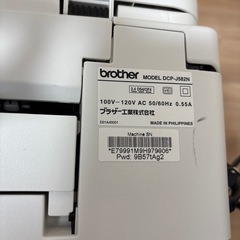 brother MODEL DCP-J582N
100V-120V AC 50/60Hz 0.55A
ブラザー工業株式会社
D01AA0001 MADE IN PHILIPPINES
Machine SN:
*E79991M9H979606*
Pwd: 9B57tAg2